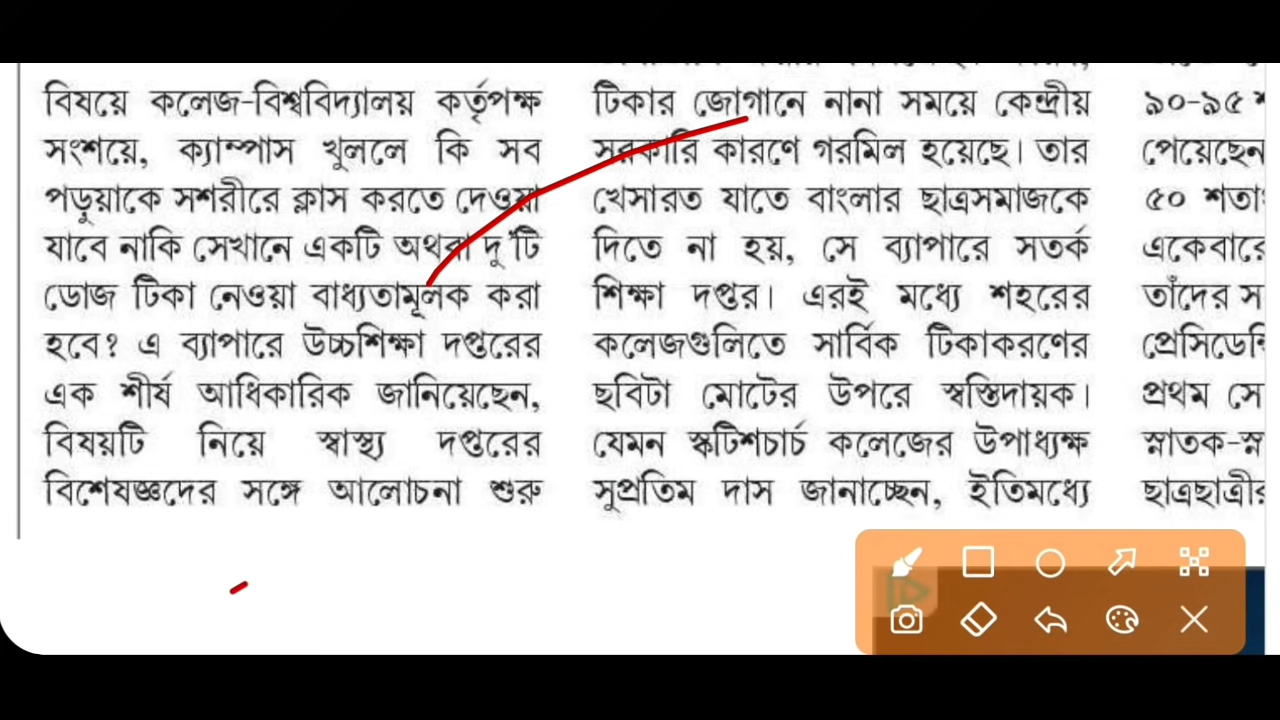 বিষয়ে কলেজ-বিশ্ববিদ্যালয় কর্তৃপক্ষ
সংশয়ে, ক্যাম্পাস খুললে কি সব
পড়ুয়াকে সশরীরে ক্লাস করতে দেওয়া
যাবে নাকি সেখানে একটি অথবা দু'টি
ডোজ টিকা নেওয়া বাধ্যতামূলক করা
হবে? এ ব্যাপারে উচ্চশিক্ষা দপ্তরের
এক শীর্ষ আধিকারিক জানিয়েছেন,
বিষয়টি নিয়ে স্বাস্থ্য দপ্তরের
বিশেষজ্ঞদের সঙ্গে আলোচনা শুরু
টিকার জোগানে নানা সময়ে কেন্দ্রীয়
সরকারি কারণে গরমিল হয়েছে। তার
খেসারত যাতে বাংলার ছাত্রসমাজকে
দিতে না হয়, সে ব্যাপারে সতর্ক
শিক্ষা দপ্তর। এরই মধ্যে শহরের
কলেজগুলিতে সার্বিক টিকাকরণের
ছবিটা মোটের উপরে স্বস্তিদায়ক।
যেমন স্কটিশচার্চ কলেজের উপাধ্যক্ষ
সুপ্রতিম দাস জানাচ্ছেন, ইতিমধ্যে
৯০-৯৫
পেয়েছেন
৫০
একেবারে
তাঁদের
প্রথম